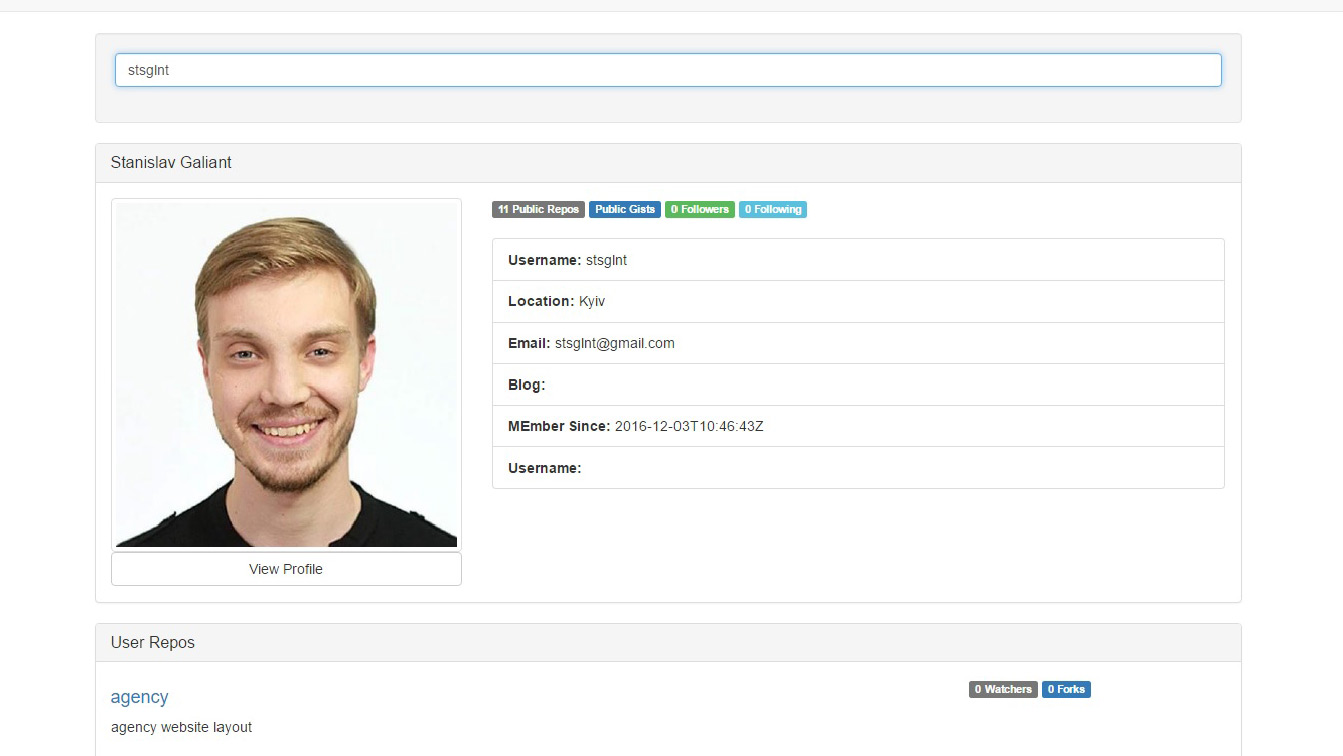 stsglnt
Stanislav Galiant
11 Public Repos Public Gists 0 Followers 0 Following
Username: stsglnt
Location: Kyiv
Email: stsglnt@gmail.com
Blog:
MEmber Since: 2016-12-03T10:46:43Z
Username:
View Profile
User Repos
agency
0 Watchers 0 Forks
agency website layout